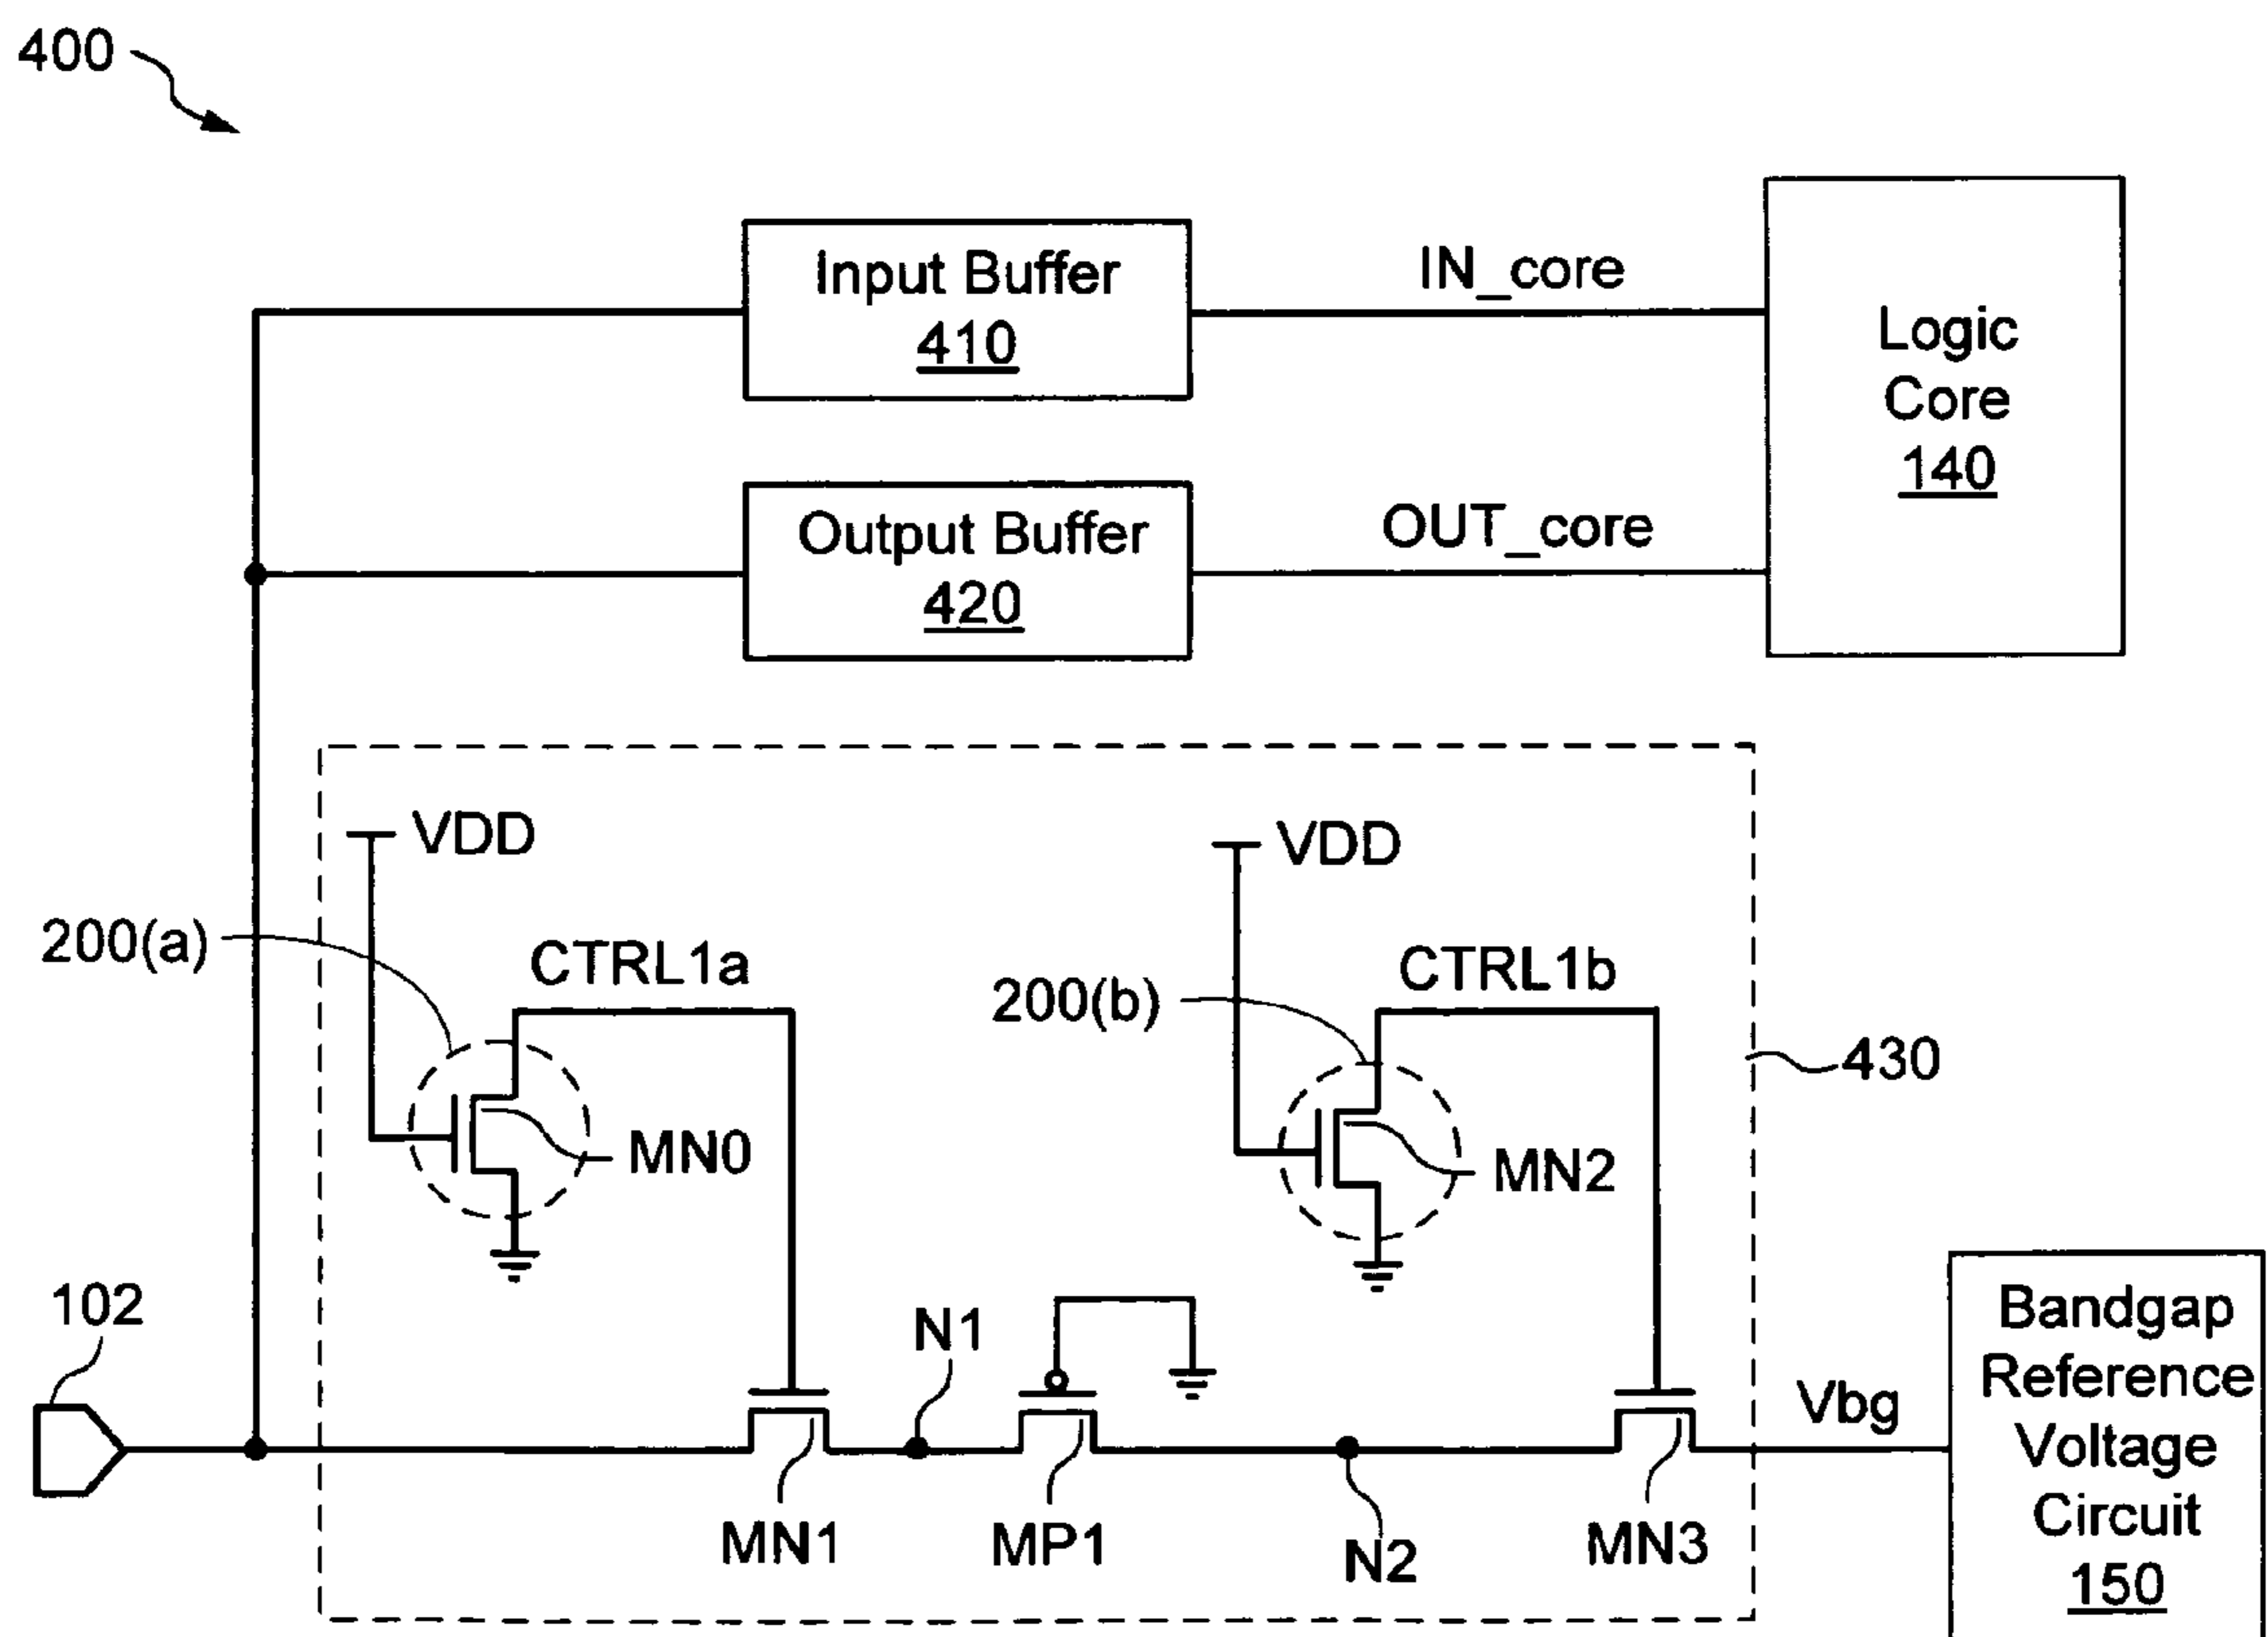 400
Input Buffer
410
IN_core
Logic
Core
140
Output Buffer
420
OUT_core
VDD
VDD
200(a)
CTRL1a
200(b)
CTRL1b
430
MN0
MN2
102
N1
Bandgap
Reference
Voltage
Circuit
150
Vbg
MN1
MP1
N2
MN3